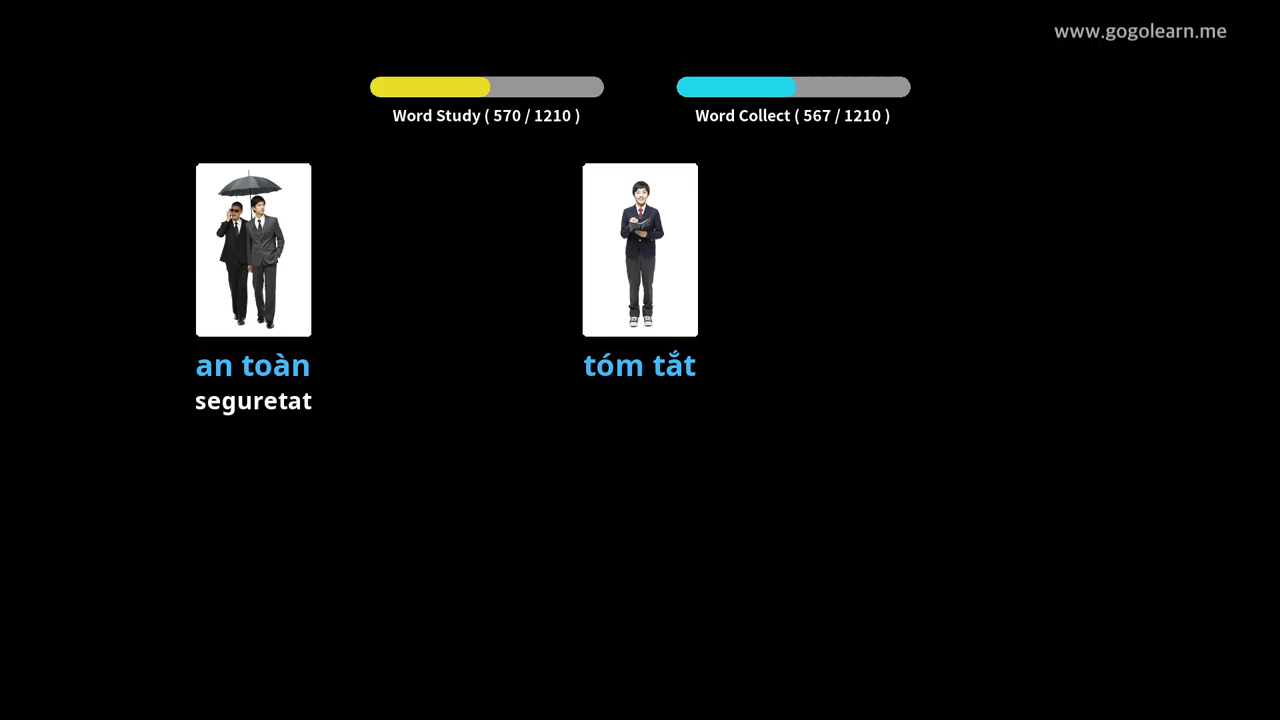 www.gogolearn.me
Word Study ( 570 / 1210 )
Word Collect ( 567 / 1210 )
an toàn
seguretat
tóm tắt